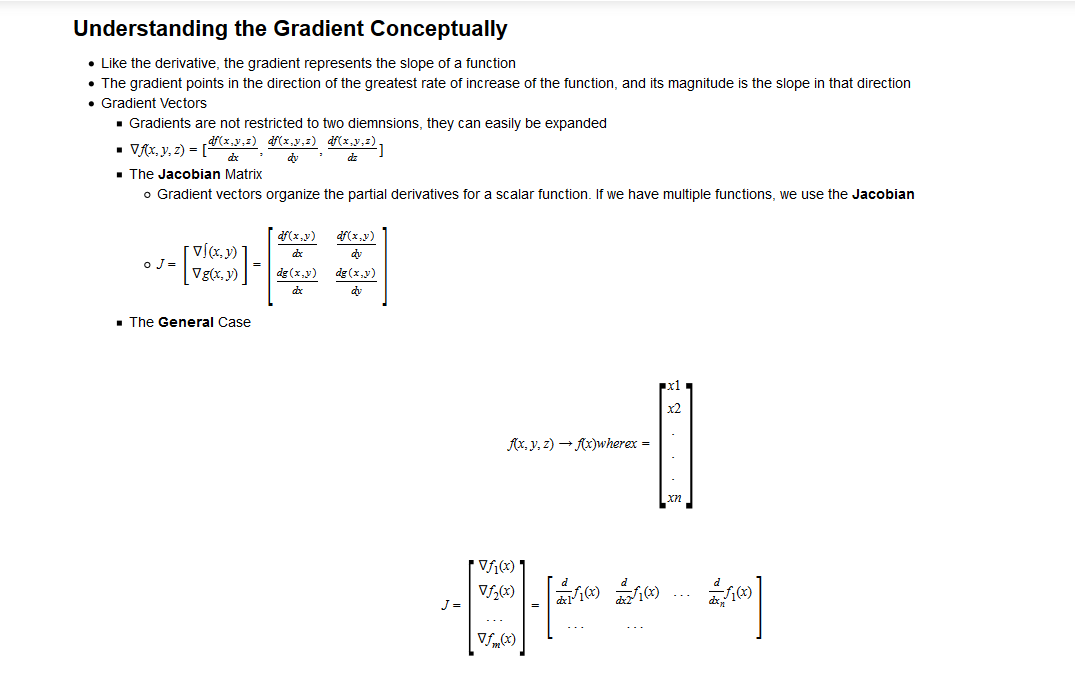 Understanding the Gradient Conceptually
• Like the derivative, the gradient represents the slope of a function
• The gradient points in the direction of the greatest rate of increase of the function, and its magnitude is the slope in that direction
• Gradient Vectors
▪ Gradients are not restricted to two diemnsions, they can easily be expanded
▪ ∇f(x, y, z) = [df(x,y,z)/dx, df(x,y,z)/dy, df(x,y,z)/dz]
▪ The Jacobian Matrix
○ Gradient vectors organize the partial derivatives for a scalar function. If we have multiple functions, we use the Jacobian
○ J = [∇∫(x, y); ∇g(x, y)] = [df(x,y)/dx df(x,y)/dy; dg(x,y)/dx dg(x,y)/dy]
▪ The General Case
f(x, y, z) → f(x)wherex = [x1; x2; .; .; .; xn]
J = [∇f₁(x); ∇f₂(x); ...; ∇fₘ(x)] = [d/dx1 f₁(x) d/dx2 f₁(x) ... d/dxₙ f₁(x); ... ...]